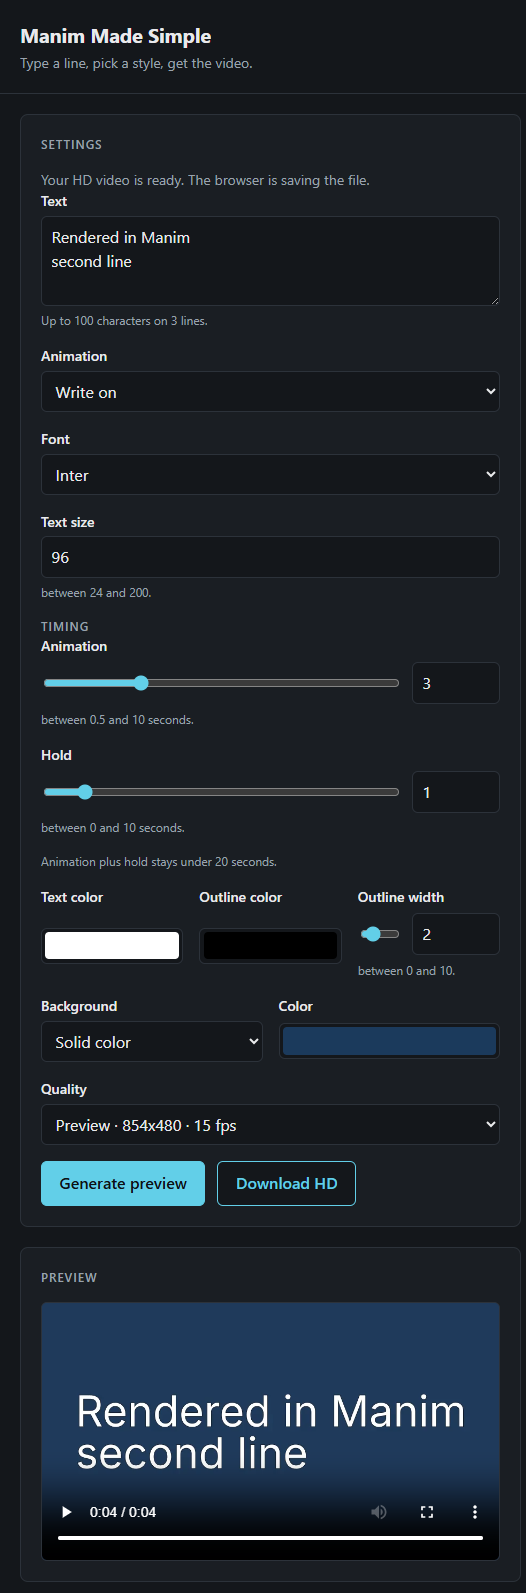 Manim Made Simple
Type a line, pick a style, get the video.
SETTINGS
Your HD video is ready. The browser is saving the file.
Text
Rendered in Manim
second line
Up to 100 characters on 3 lines.
Animation
Write on
Font
Inter
Text size
96
between 24 and 200.
TIMING
Animation
3
between 0.5 and 10 seconds.
Hold
1
between 0 and 10 seconds.
Animation plus hold stays under 20 seconds.
Text color Outline color Outline width
2
between 0 and 10.
Background Color
Solid color
Quality
Preview · 854x480 · 15 fps
Generate preview Download HD
PREVIEW
Rendered in Manim
second line
0:04 / 0:04